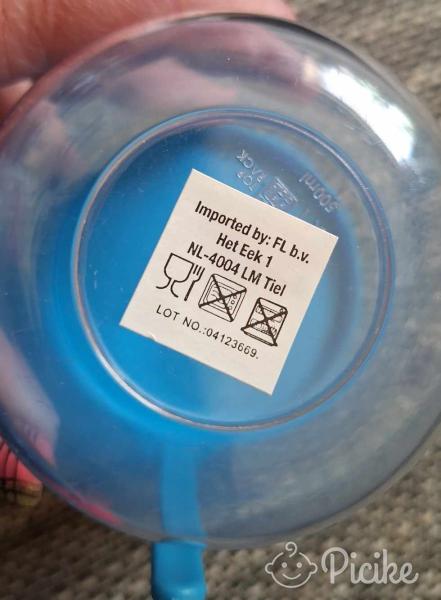 Imported by: FL b.v.
Het Eek 1
NL-4004 LM Tiel
LOT NO.:04123669.
500ml
Picike